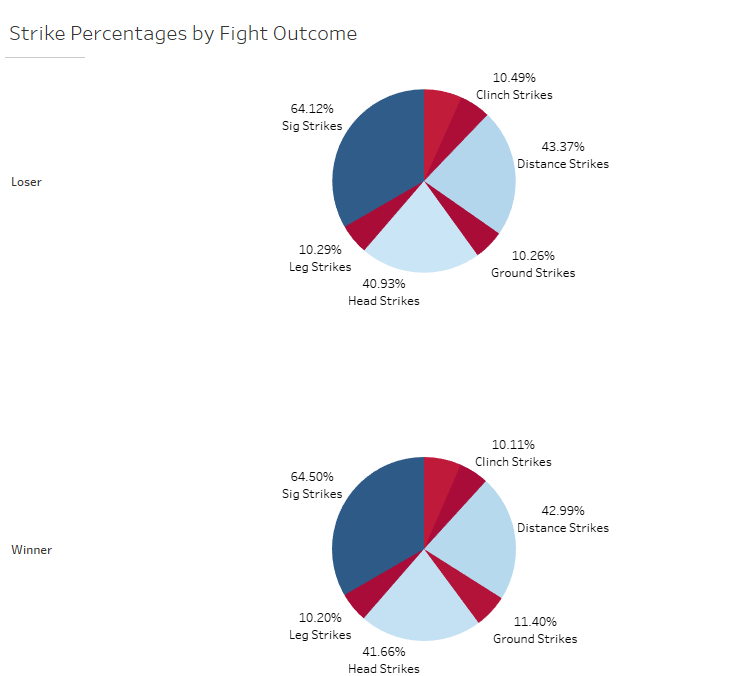 Strike Percentages by Fight Outcome
10.49%
Clinch Strikes
64.12%
Sig Strikes
43.37%
Distance Strikes
Loser
10.29%
Leg Strikes
10.26%
Ground Strikes
40.93%
Head Strikes
10.11%
Clinch Strikes
64.50%
Sig Strikes
42.99%
Distance Strikes
Winner
10.20%
Leg Strikes
11.40%
Ground Strikes
41.66%
Head Strikes